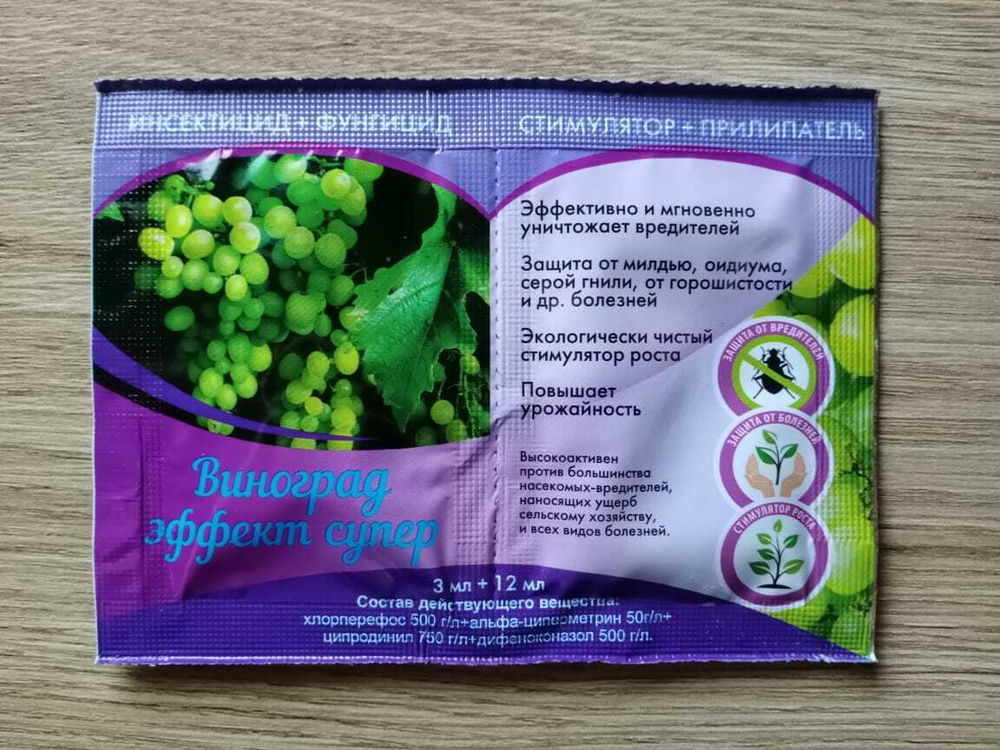 ИНСЕКТИЦИД + ФУНГИЦИД
СТИМУЛЯТОР + ПРИЛИПАТЕЛЬ
Эффективно и мгновенно
уничтожает вредителей
Защита от милдью, оидиума,
серой гнили, от горошистости
и др. болезней
Экологически чистый
стимулятор роста
Повышает
урожайность
Высокоактивен
против большинства
насекомых-вредителей,
наносящих ущерб
сельскому хозяйству,
и всех видов болезней.
ЗАЩИТА ОТ ВРЕДИТЕЛЕЙ
ЗАЩИТА ОТ БОЛЕЗНЕЙ
СТИМУЛЯТОР РОСТА
Виноград
эффект супер
3 мл + 12 мл
Состав действующего вещества:
хлорперефос 500 г/л+альфа-циперметрин 50г/л+
ципродинил 750 г/л+дифеноконазол 500 г/л.